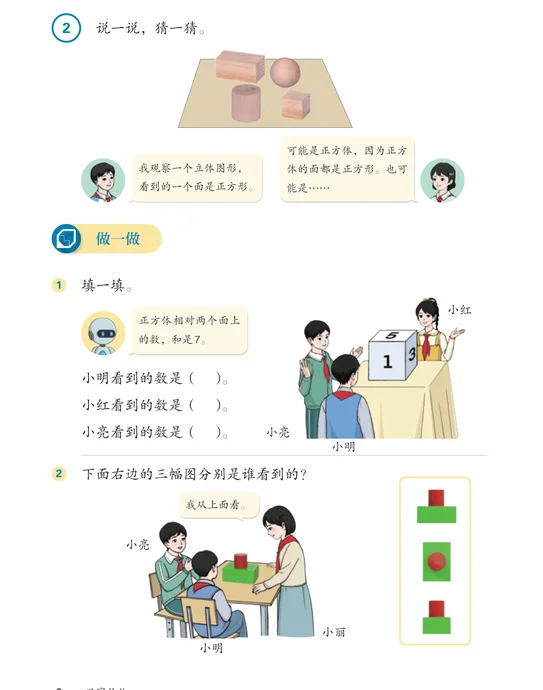 2 说一说，猜一猜。
我观察一个立体图形，
看到的一个面是正方形。
可能是正方体，因为正方
体的面都是正方形。也可
能是……
做一做
1 填一填。
正方体相对两个面上
的数，和是7。
小明看到的数是（ ）。
小红看到的数是（ ）。
小亮看到的数是（ ）。
小红
5
1
3
小亮
小明
2 下面右边的三幅图分别是谁看到的？
我从上面看。
小亮
小丽
小明